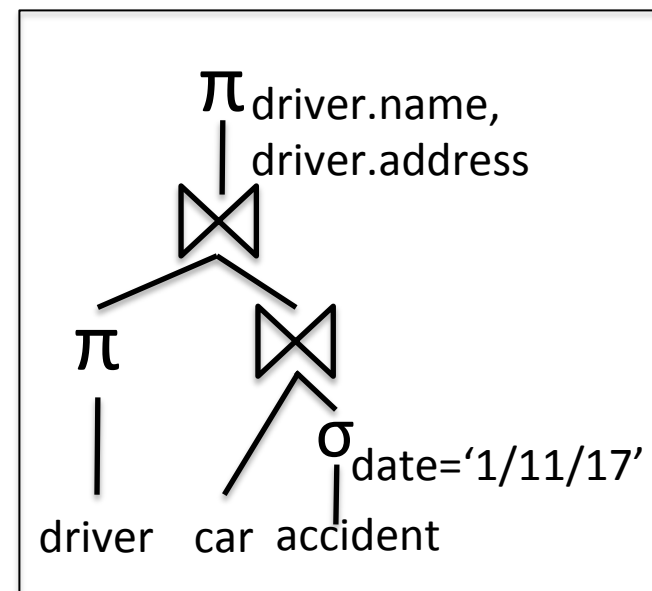 π driver.name,
driver.address
⋈
π
⋈
σ date=‘1/11/17’
driver car accident